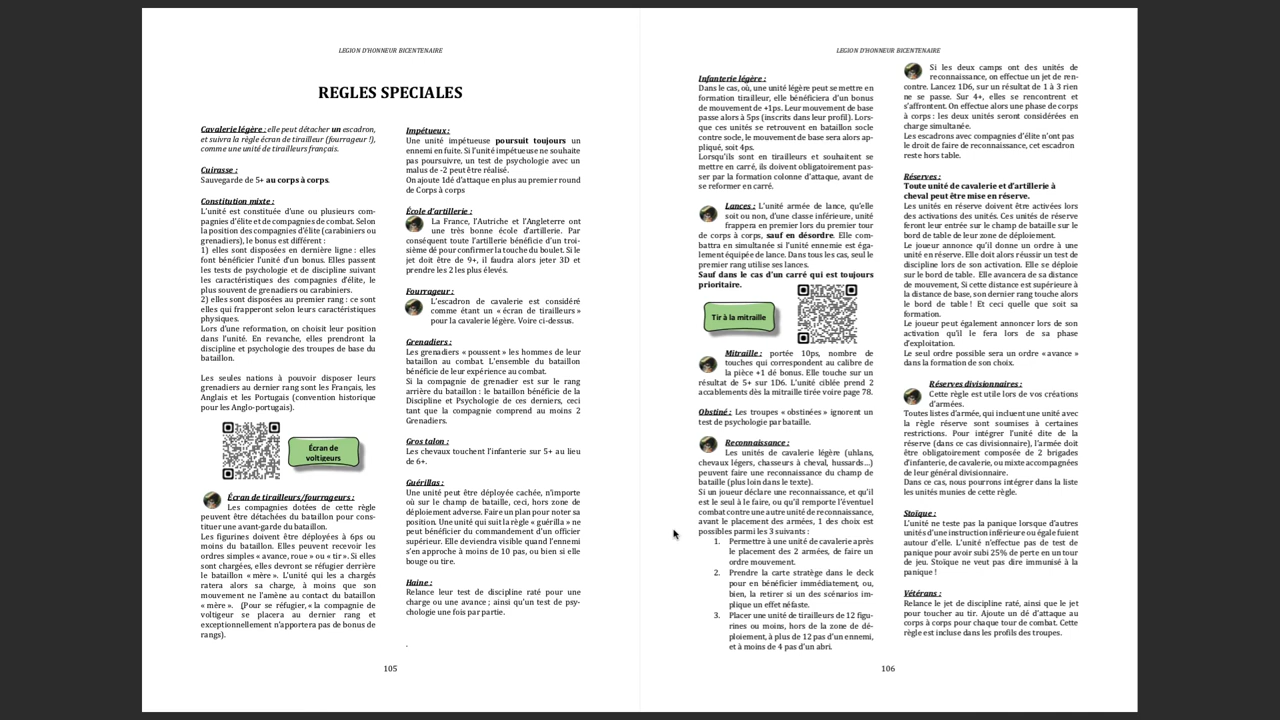 LEGION D'HONNEUR BICENTENAIRE
REGLES SPECIALES
Cavalerie légère : elle peut détacher un escadron,
et suivra la règle écran de tirailleur (fourrageur !),
comme une unité de tirailleurs français.
Cuirasse :
Sauvegarde de 5+ au corps à corps.
Constitution mixte :
L'unité est constituée d'une ou plusieurs com-
pagnies d'élite et de compagnies de combat. Selon
la position des compagnies d'élite (carabiniers ou
grenadiers), le bonus est différent :
1) elles sont disposées en dernière ligne : elles
font bénéficier l'unité d'un bonus. Elles passent
les tests de psychologie et de discipline suivant
les caractéristiques des compagnies d'élite, le
plus souvent de grenadiers ou carabiniers.
2) elles sont disposées au premier rang : ce sont
elles qui frapperont selon leurs caractéristiques
physiques.
Lors d'une reformation, on choisit leur position
dans l'unité. En revanche, elles prendront la
discipline et psychologie des troupes de base du
bataillon.
Les seules nations à pouvoir disposer leurs
grenadiers au dernier rang sont les Français, les
Anglais et les Portugais (convention historique
pour les Anglo-portugais).
Écran de
voltigeurs
Écran de tirailleurs/fourrageurs :
Les compagnies dotées de cette règle
peuvent être détachées du bataillon pour cons-
tituer une avant-garde du bataillon.
Les figurines doivent être déployées à 6ps ou
moins du bataillon. Elles peuvent recevoir les
ordres simples « avance, roue » ou « tir ». Si elles
sont chargées, elles devront se réfugier derrière
le bataillon « mère ». L'unité qui les a chargés
ratera alors sa charge, à moins que son
mouvement ne l'amène au contact du bataillon
« mère ». (Pour se réfugier, « la compagnie de
voltigeur se placera au dernier rang et
exceptionnellement n'apportera pas de bonus de
rangs).
Impétueux :
Une unité impétueuse poursuit toujours un
ennemi en fuite. Si l'unité impétueuse ne souhaite
pas poursuivre, un test de psychologie avec un
malus de -2 peut être réalisé.
On ajoute 1dé d'attaque en plus au premier round
de Corps à corps
École d'artillerie :
La France, l'Autriche et l'Angleterre ont
une très bonne école d'artillerie. Par
conséquent toute l'artillerie bénéficie d'un troi-
sième dé pour confirmer la touche du boulet. Si le
jet doit être de 9+, il faudra alors jeter 3D et
prendre les 2 les plus élevés.
Fourrageur :
L'escadron de cavalerie est considéré
comme étant un « écran de tirailleurs »
pour la cavalerie légère. Voire ci-dessus.
Grenadiers :
Les grenadiers « poussent » les hommes de leur
bataillon au combat. L'ensemble du bataillon
bénéficie de leur expérience au combat.
Si la compagnie de grenadier est sur le rang
arrière du bataillon : le bataillon bénéficie de la
Discipline et Psychologie de ces derniers, ceci
tant que la compagnie comprend au moins 2
Grenadiers.
Gros talon :
Les chevaux touchent l'infanterie sur 5+ au lieu
de 6+.
Guérillas :
Une unité peut être déployée cachée, n'importe
où sur le champ de bataille, ceci, hors zone de
déploiement adverse. Faire un plan pour noter sa
position. Une unité qui suit la règle « guérilla » ne
peut bénéficier du commandement d'un officier
supérieur. Elle deviendra visible quand l'ennemi
s'en approche à moins de 10 pas, ou bien si elle
bouge ou tire.
Haine :
Relance leur test de discipline raté pour une
charge ou une avance ; ainsi qu'un test de psy-
chologie une fois par partie.
.
105
LEGION D'HONNEUR BICENTENAIRE
Infanterie légère :
Dans le cas, où, une unité légère peut se mettre en
formation tirailleur, elle bénéficiera d'un bonus
de mouvement de +1ps. Leur mouvement de base
passe alors à 5ps (inscrits dans leur profil). Lors-
que ces unités se retrouvent en bataillon socle
contre socle, le mouvement de base sera alors ap-
pliqué, soit 4ps.
Lorsqu'ils sont en tirailleurs et souhaitent se
mettre en carré, ils doivent obligatoirement pas-
ser par la formation colonne d'attaque, avant de
se reformer en carré.
Lances : L'unité armée de lance, qu'elle
soit ou non, d'une classe inférieure, unité
frappera en premier lors du premier tour
de corps à corps, sauf en désordre. Elle com-
battra en simultanée si l'unité ennemie est éga-
lement équipée de lance. Dans tous les cas, seul le
premier rang utilise ses lances.
Sauf dans le cas d'un carré qui est toujours
prioritaire.
Tir à la mitraille
Mitraille : portée 10ps, nombre de
touches qui correspondent au calibre de
la pièce +1 dé bonus. Elle touche sur un
résultat de 5+ sur 1D6. L'unité ciblée prend 2
accablements dès la mitraille tirée voire page 78.
Obstiné : Les troupes « obstinées » ignorent un
test de psychologie par bataille.
Reconnaissance :
Les unités de cavalerie légère (uhlans,
chevaux légers, chasseurs à cheval, hussards...)
peuvent faire une reconnaissance du champ de
bataille (plus loin dans le texte).
Si un joueur déclare une reconnaissance, et qu'il
est le seul à le faire, ou qu'il remporte l'éventuel
combat contre une autre unité de reconnaissance,
avant le placement des armées, 1 des choix est
possibles parmi les 3 suivants :
1. Permettre à une unité de cavalerie après
le placement des 2 armées, de faire un
ordre mouvement.
2. Prendre la carte stratège dans le deck
pour en bénéficier immédiatement, ou,
bien, la retirer si un des scénarios im-
plique un effet néfaste.
3. Placer une unité de tirailleurs de 12 figu-
rines ou moins, hors de la zone de dé-
ploiement, à plus de 12 pas d'un ennemi,
et à moins de 4 pas d'un abri.
Si les deux camps ont des unités de
reconnaissance, on effectue un jet de ren-
contre. Lancez 1D6, sur un résultat de 1 à 3 rien
ne se passe. Sur 4+, elles se rencontrent et
s'affrontent. On effectue alors une phase de corps
à corps : les deux unités seront considérées en
charge simultanée.
Les escadrons avec compagnies d'élite n'ont pas
le droit de faire de reconnaissance, cet escadron
reste hors table.
Réserves :
Toute unité de cavalerie et d'artillerie à
cheval peut être mise en réserve.
Les unités en réserve doivent être activées lors
des activations des unités. Ces unités de réserve
feront leur entrée sur le champ de bataille sur le
bord de table de leur zone de déploiement.
Le joueur annonce qu'il donne un ordre à une
unité en réserve. Elle doit alors réussir un test de
discipline lors de son activation. Elle se déploie
sur le bord de table. Elle avancera de sa distance
de mouvement, Si cette distance est supérieure à
la distance de base, son dernier rang touche alors
le bord de table ! Et ceci quelle que soit sa
formation.
Le joueur peut également annoncer lors de son
activation qu'il le fera lors de sa phase
d'exploitation.
Le seul ordre possible sera un ordre « avance »
dans la formation de son choix.
Réserves divisionnaires :
Cette règle est utile lors de vos créations
d'armées.
Toutes listes d'armée, qui incluent une unité avec
la règle réserve sont soumises à certaines
restrictions. Pour intégrer l'unité dite de la
réserve (dans ce cas divisionnaire), l'armée doit
être obligatoirement composée de 2 brigades
d'infanterie, de cavalerie, ou mixte accompagnées
de leur général divisionnaire.
Dans ce cas, nous pourrons intégrer dans la liste
les unités munies de cette règle.
Stoïque :
L'unité ne teste pas la panique lorsque d'autres
unités d'une instruction inférieure ou égale fuient
autour d'elle. L'unité n'effectue pas de test de
panique pour avoir subi 25% de perte en un tour
de jeu. Stoïque ne veut pas dire immunisé à la
panique !
Vétérans :
Relance le jet de discipline raté, ainsi que le jet
pour toucher au tir. Ajoute un dé d'attaque au
corps à corps pour chaque tour de combat. Cette
règle est incluse dans les profils des troupes.
106